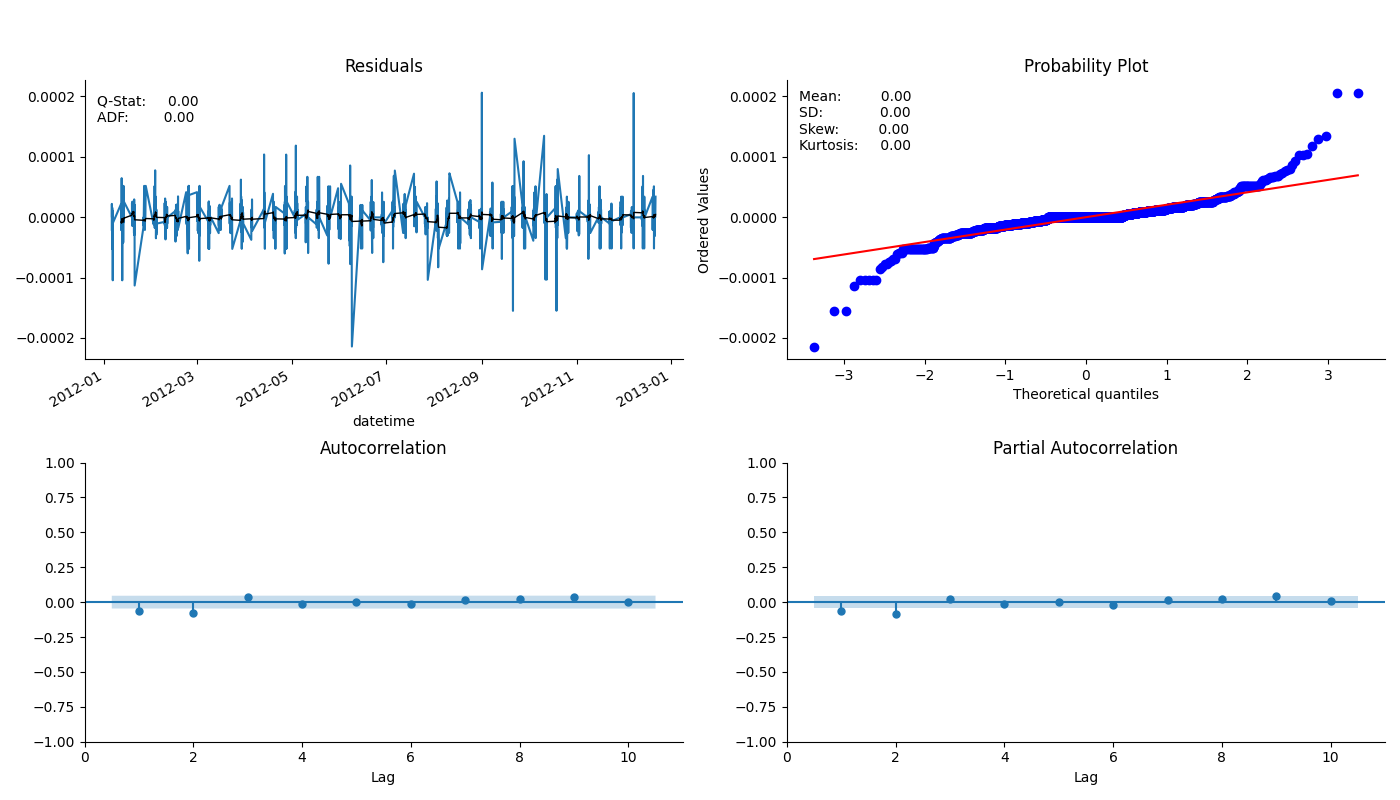 Residuals
Q-Stat: 0.00
ADF: 0.00
0.0002
0.0001
0.0000
−0.0001
−0.0002
2012-01
2012-03
2012-05
2012-07
2012-09
2012-11
2013-01
datetime
Probability Plot
Mean: 0.00
SD: 0.00
Skew: 0.00
Kurtosis: 0.00
Ordered Values
0.0002
0.0001
0.0000
−0.0001
−0.0002
−3 −2 −1 0 1 2 3
Theoretical quantiles
Autocorrelation
1.00
0.75
0.50
0.25
0.00
−0.25
−0.50
−0.75
−1.00
0 2 4 6 8 10
Lag
Partial Autocorrelation
1.00
0.75
0.50
0.25
0.00
−0.25
−0.50
−0.75
−1.00
0 2 4 6 8 10
Lag